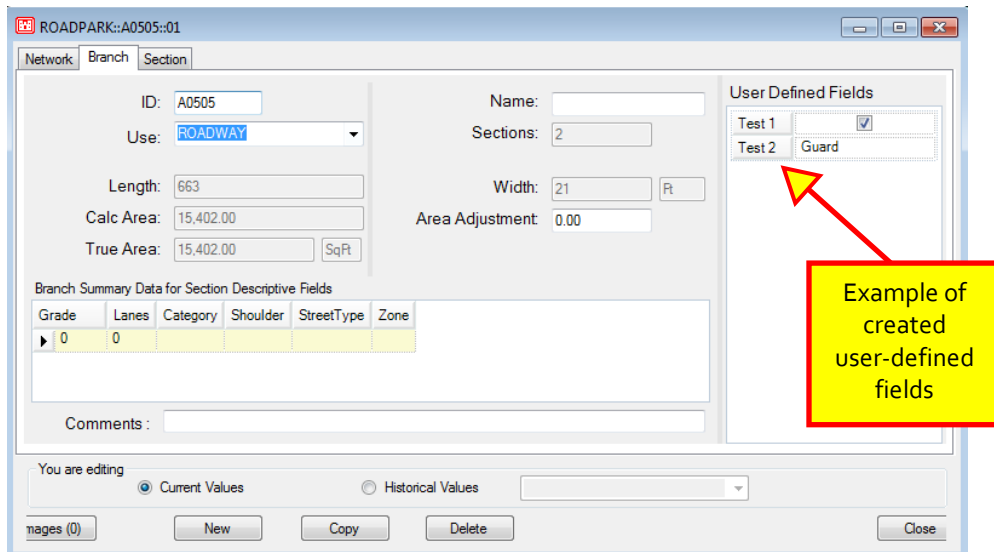 ROADPARK::A0505::01
Network Branch Section
ID: A0505
Use: ROADWAY
Length: 663
Calc Area: 15,402.00
True Area: 15,402.00 SqFt
Name:
Sections: 2
Width: 21 Ft
Area Adjustment: 0.00
User Defined Fields
Test 1
Test 2 Guard
Example of
created
user-defined
fields
Branch Summary Data for Section Descriptive Fields
Grade Lanes Category Shoulder StreetType Zone
0 0
Comments :
You are editing
Current Values Historical Values
mages (0) New Copy Delete Close